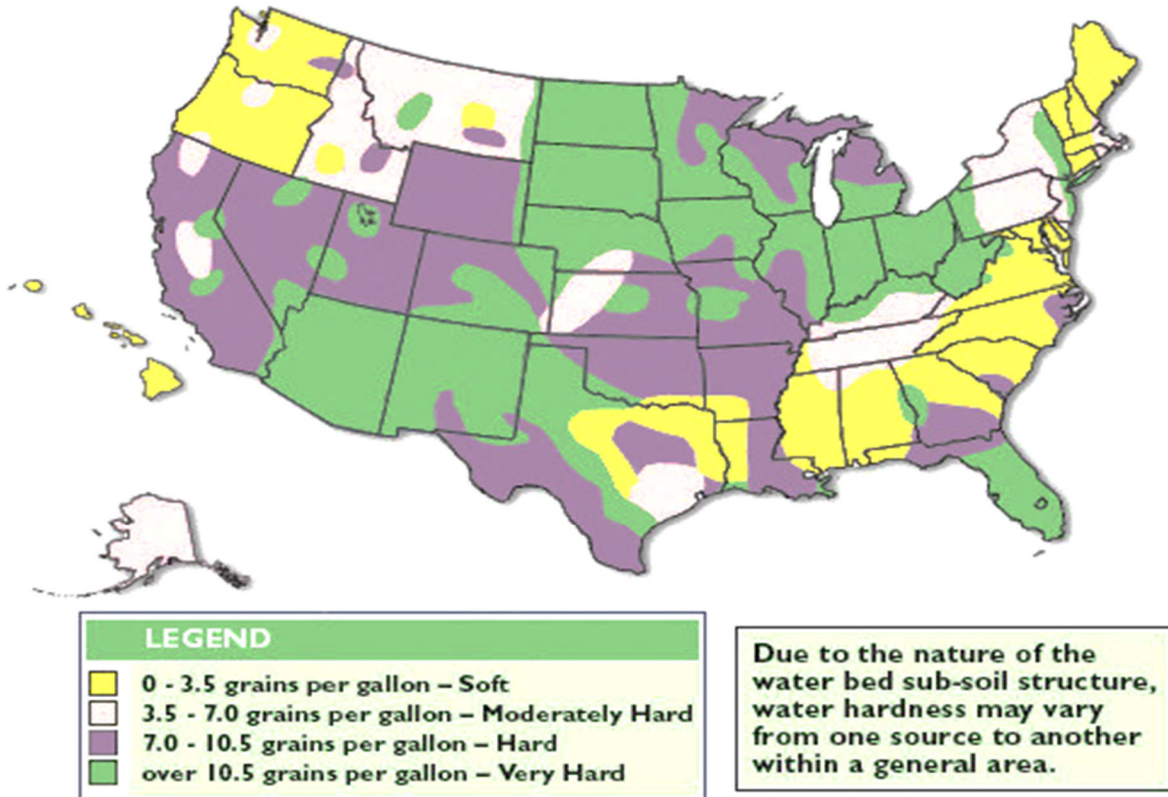 LEGEND
0 - 3.5 grains per gallon – Soft
3.5 - 7.0 grains per gallon – Moderately Hard
7.0 - 10.5 grains per gallon – Hard
over 10.5 grains per gallon – Very Hard
Due to the nature of the
water bed sub-soil structure,
water hardness may vary
from one source to another
within a general area.